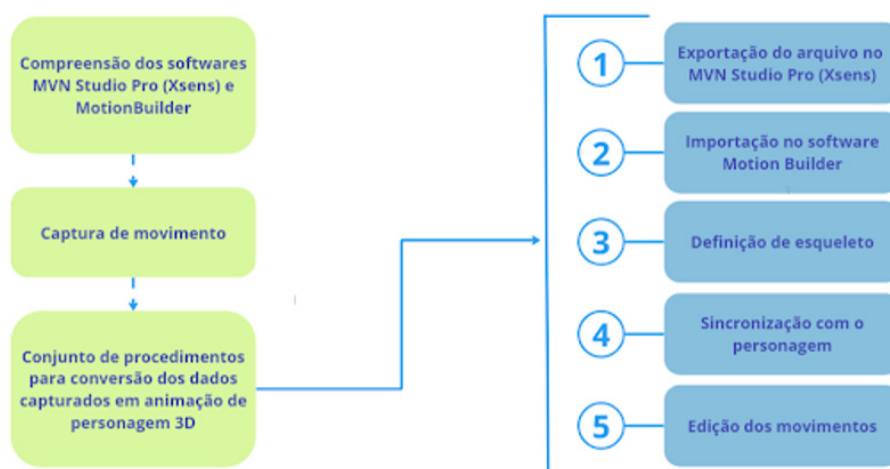 Compreensão dos softwares
MVN Studio Pro (Xsens) e
MotionBuilder
Captura de movimento
Conjunto de procedimentos
para conversão dos dados
capturados em animação de
personagem 3D
1
Exportação do arquivo no
MVN Studio Pro (Xsens)
2
Importação no software
Motion Builder
3
Definição de esqueleto
4
Sincronização com o
personagem
5
Edição dos movimentos